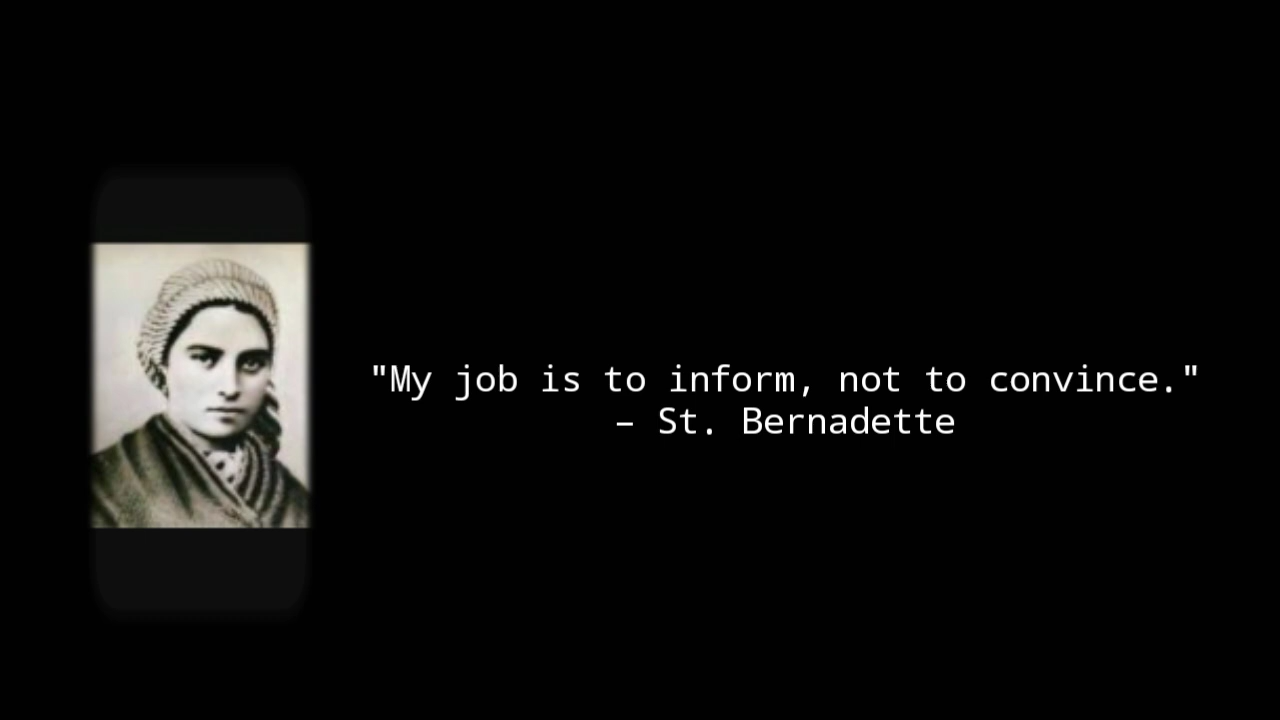 "My job is to inform, not to convince."
– St. Bernadette